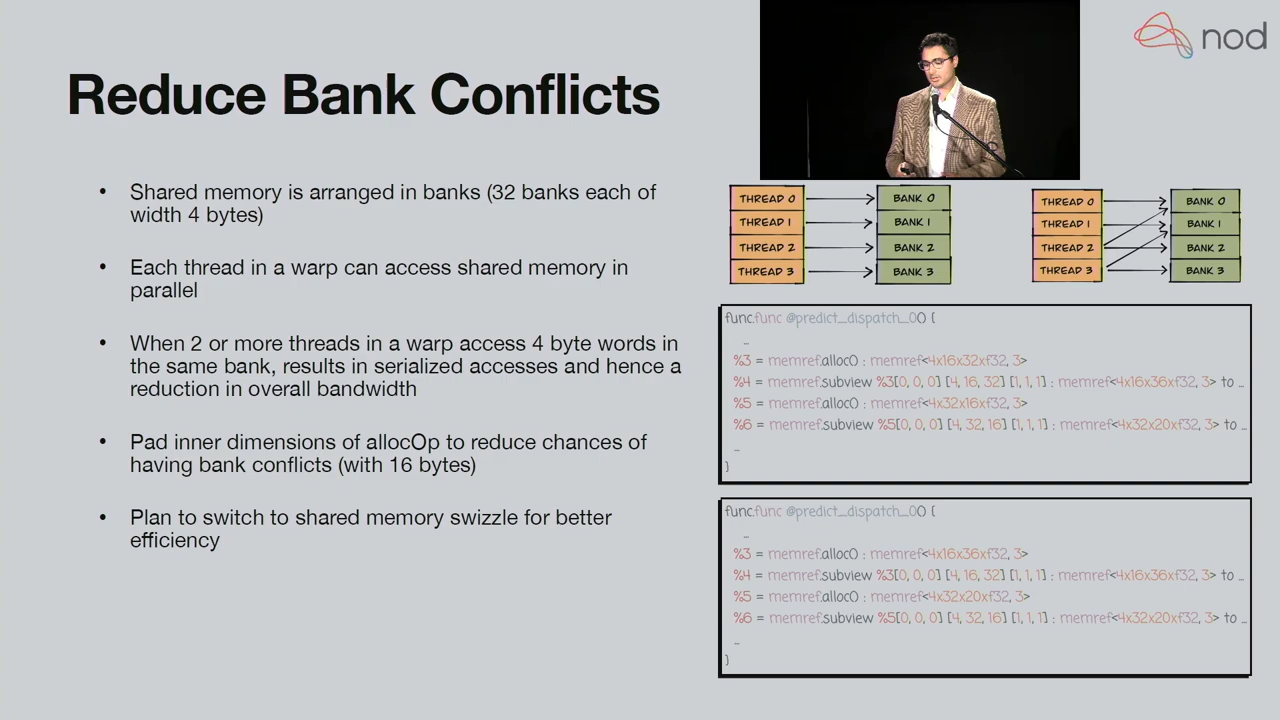 nod
Reduce Bank Conflicts
• Shared memory is arranged in banks (32 banks each of
width 4 bytes)
• Each thread in a warp can access shared memory in
parallel
• When 2 or more threads in a warp access 4 byte words in
the same bank, results in serialized accesses and hence a
reduction in overall bandwidth
• Pad inner dimensions of allocOp to reduce chances of
having bank conflicts (with 16 bytes)
• Plan to switch to shared memory swizzle for better
efficiency
THREAD 0 BANK 0
THREAD 1 BANK 1
THREAD 2 BANK 2
THREAD 3 BANK 3
THREAD 0 BANK 0
THREAD 1 BANK 1
THREAD 2 BANK 2
THREAD 3 BANK 3
func.func @predict_dispatch_0() {
...
%3 = memref.alloc() : memref<4x16x32xf32, 3>
%4 = memref.subview %3[0, 0, 0] [4, 16, 32] [1, 1, 1] : memref<4x16x36xf32, 3> to ...
%5 = memref.alloc() : memref<4x32x16xf32, 3>
%6 = memref.subview %5[0, 0, 0] [4, 32, 16] [1, 1, 1] : memref<4x32x20xf32, 3> to ...
...
}
func.func @predict_dispatch_0() {
...
%3 = memref.alloc() : memref<4x16x36xf32, 3>
%4 = memref.subview %3[0, 0, 0] [4, 16, 32] [1, 1, 1] : memref<4x16x36xf32, 3> to ...
%5 = memref.alloc() : memref<4x32x20xf32, 3>
%6 = memref.subview %5[0, 0, 0] [4, 32, 16] [1, 1, 1] : memref<4x32x20xf32, 3> to ...
...
}